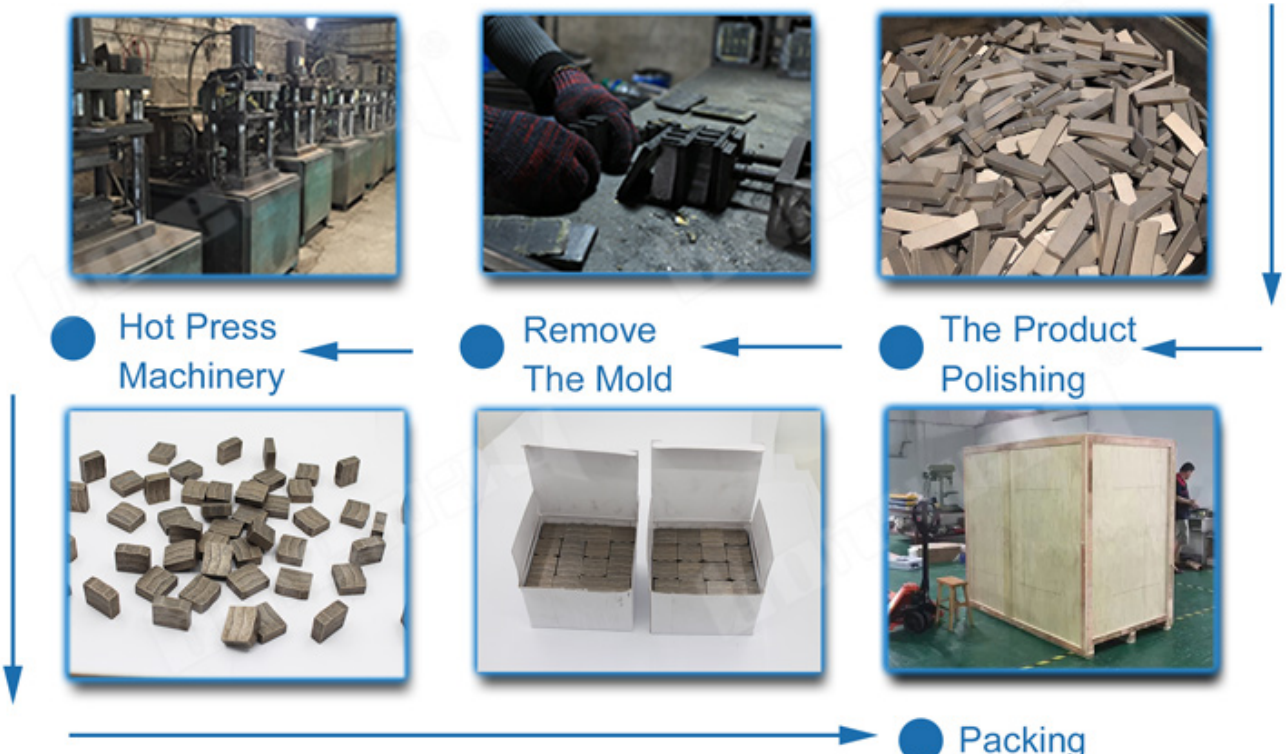 Hot Press
Machinery
Remove
The Mold
The Product
Polishing
Packing